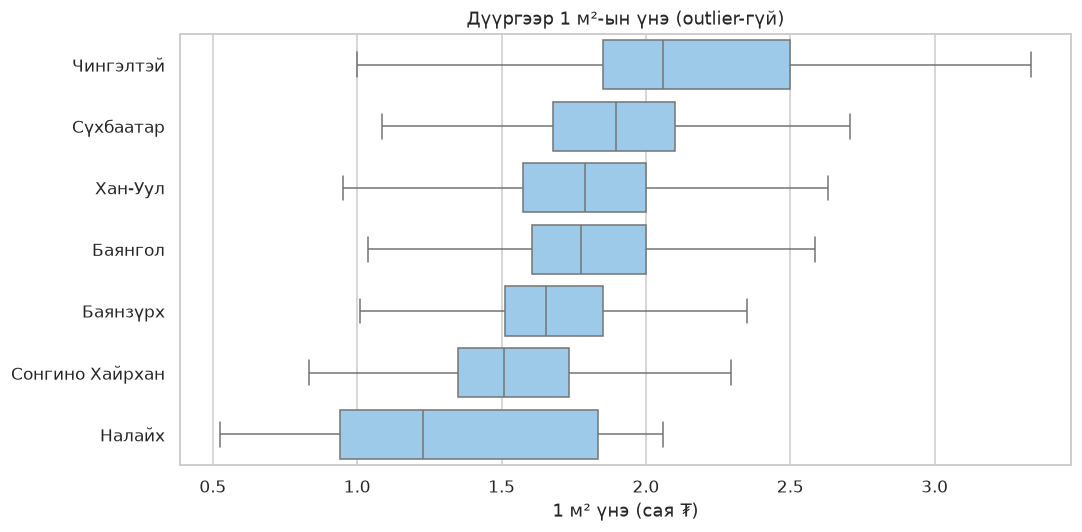 Дүүргээр 1 м²-ын үнэ (outlier-гүй)
Чингэлтэй
Сүхбаатар
Хан-Уул
Баянгол
Баянзүрх
Сонгино Хайрхан
Налайх
0.5 1.0 1.5 2.0 2.5 3.0
1 м² үнэ (сая ₮)